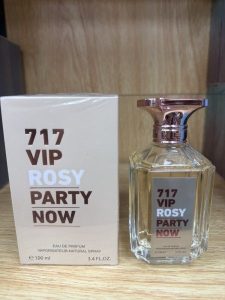 717
VIP
ROSY
PARTY
NOW
EAU DE PARFUM
VAPORISATEUR NATURAL SPRAY
℮ 100 ml 3.4 FL.OZ.
717
VIP
ROSY
PARTY
NOW